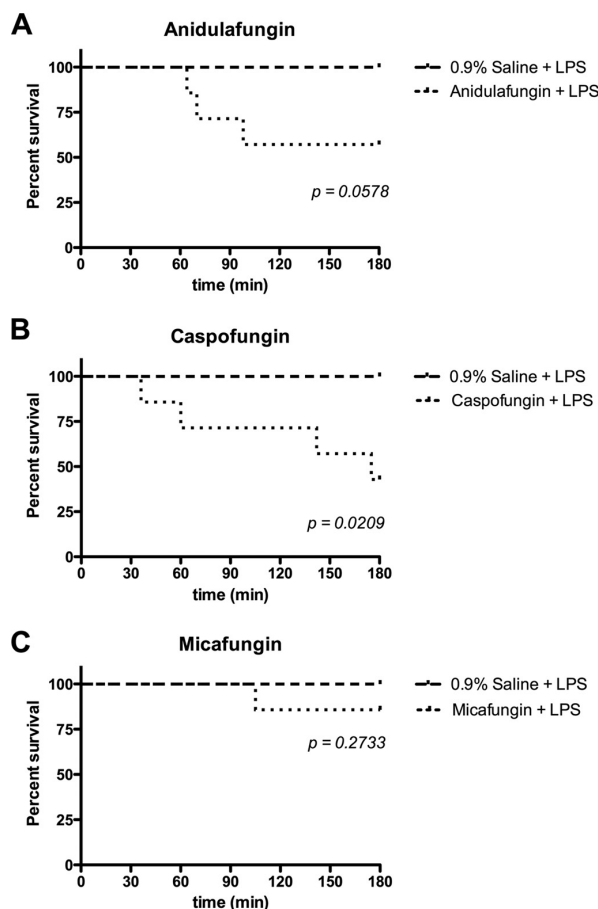 A
Anidulafungin
100
75
50
25
0
Percent survival
0 30 60 90 120 150 180
time (min)
p = 0.0578
0.9% Saline + LPS
Anidulafungin + LPS
B
Caspofungin
100
75
50
25
0
Percent survival
0 30 60 90 120 150 180
time (min)
p = 0.0209
0.9% Saline + LPS
Caspofungin + LPS
C
Micafungin
100
75
50
25
0
Percent survival
0 30 60 90 120 150 180
time (min)
p = 0.2733
0.9% Saline + LPS
Micafungin + LPS